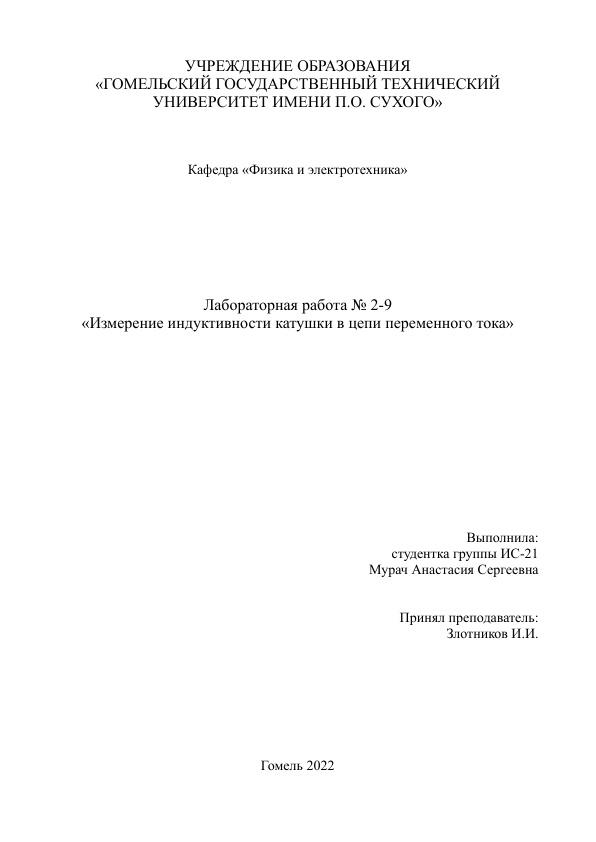 УЧРЕЖДЕНИЕ ОБРАЗОВАНИЯ
«ГОМЕЛЬСКИЙ ГОСУДАРСТВЕННЫЙ ТЕХНИЧЕСКИЙ
УНИВЕРСИТЕТ ИМЕНИ П.О. СУХОГО»
Кафедра «Физика и электротехника»
Лабораторная работа № 2-9
«Измерение индуктивности катушки в цепи переменного тока»
Выполнила:
студентка группы ИС-21
Мурач Анастасия Сергеевна
Принял преподаватель:
Злотников И.И.
Гомель 2022